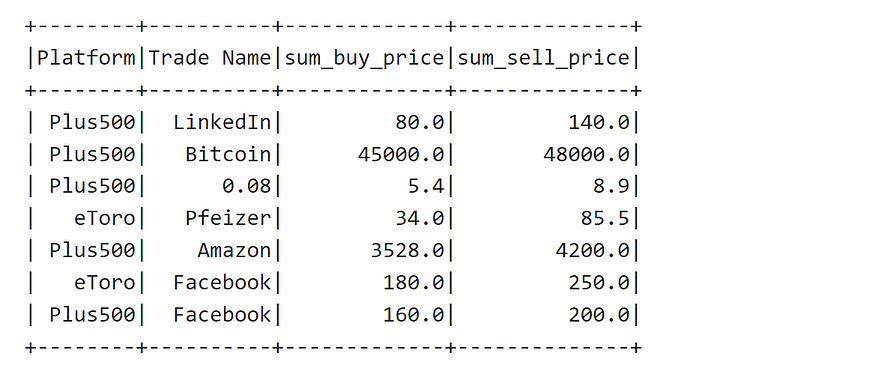 +--------+----------+-------------+--------------+
|Platform|Trade Name|sum_buy_price|sum_sell_price|
+--------+----------+-------------+--------------+
| Plus500|  LinkedIn|         80.0|         140.0|
| Plus500|   Bitcoin|      45000.0|       48000.0|
| Plus500|      0.08|          5.4|           8.9|
|   eToro|   Pfeizer|         34.0|          85.5|
| Plus500|    Amazon|       3528.0|        4200.0|
|   eToro|  Facebook|        180.0|         250.0|
| Plus500|  Facebook|        160.0|         200.0|
+--------+----------+-------------+--------------+